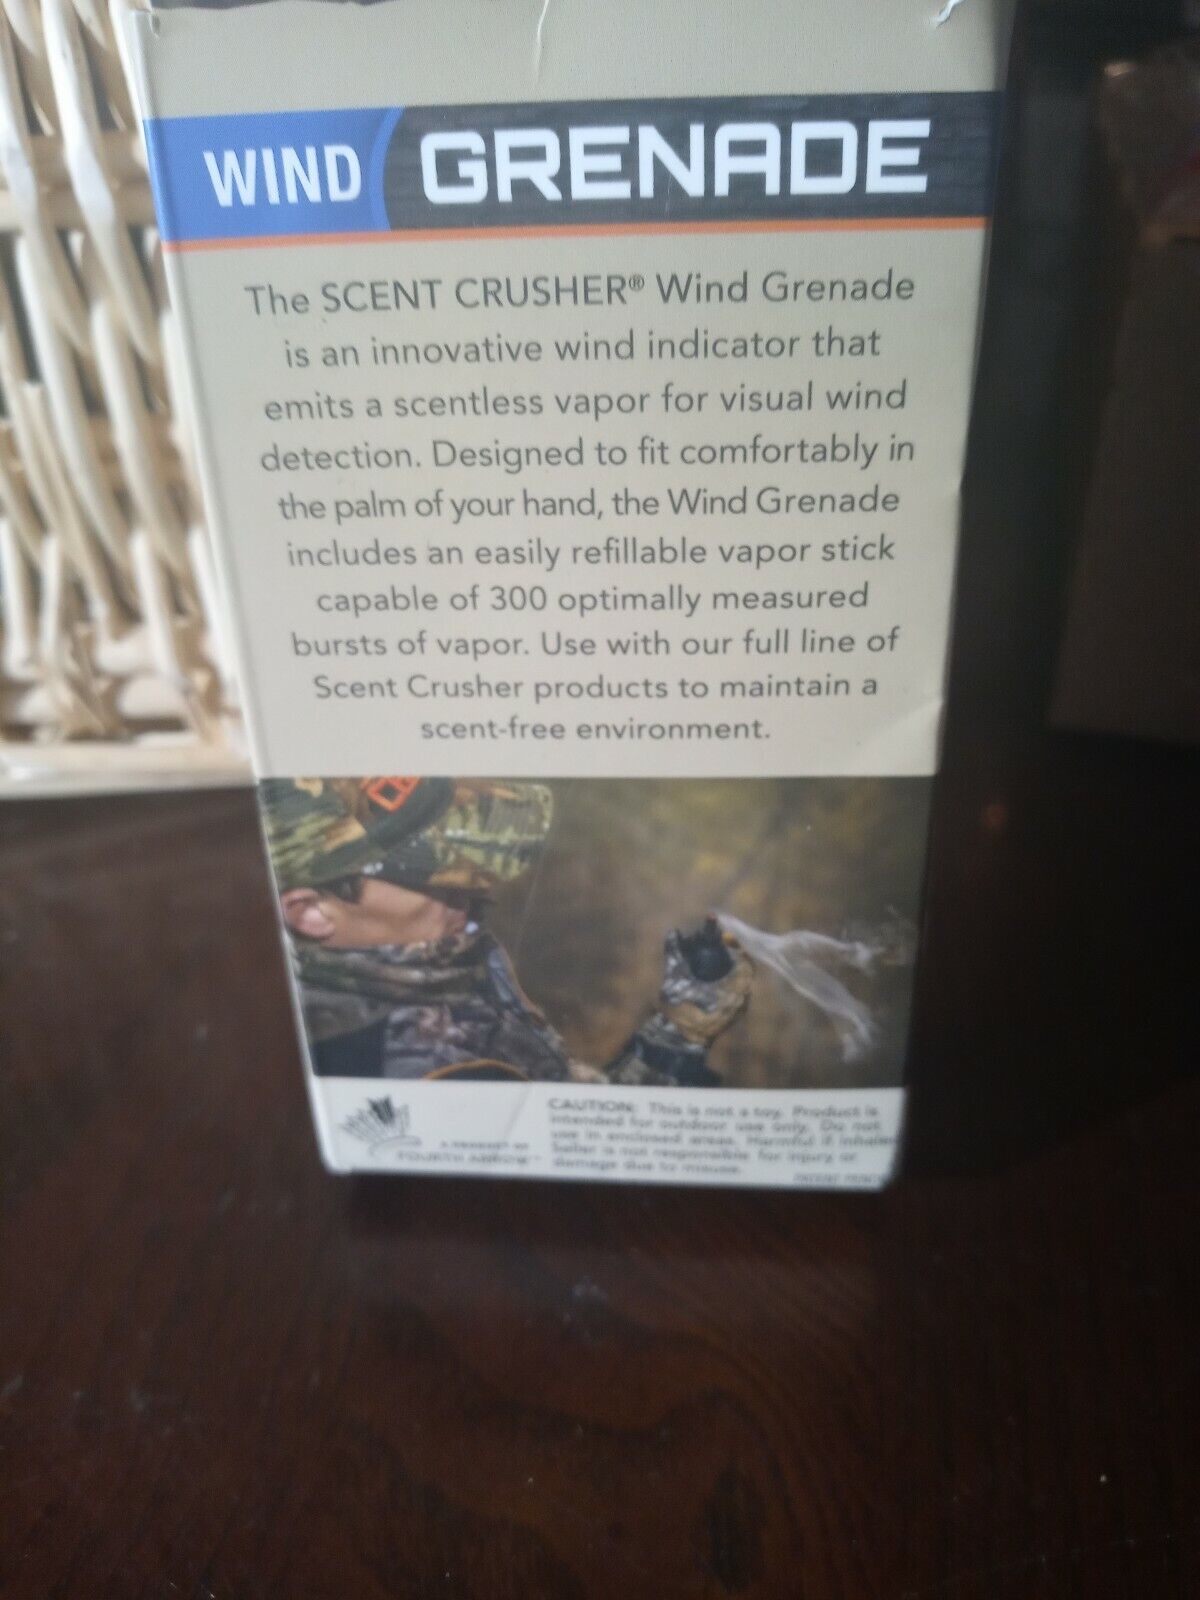 WIND GRENADE
The SCENT CRUSHER® Wind Grenade
is an innovative wind indicator that
emits a scentless vapor for visual wind
detection. Designed to fit comfortably in
the palm of your hand, the Wind Grenade
includes an easily refillable vapor stick
capable of 300 optimally measured
bursts of vapor. Use with our full line of
Scent Crusher products to maintain a
scent-free environment.
A PRODUCT OF
FOURTH ARROW™
CAUTION: This is not a toy. Product is
intended for outdoor use only. Do not
use in enclosed areas. Harmful if inhaled
Seller is not responsible for injury or
damage due to misuse.
PATENT